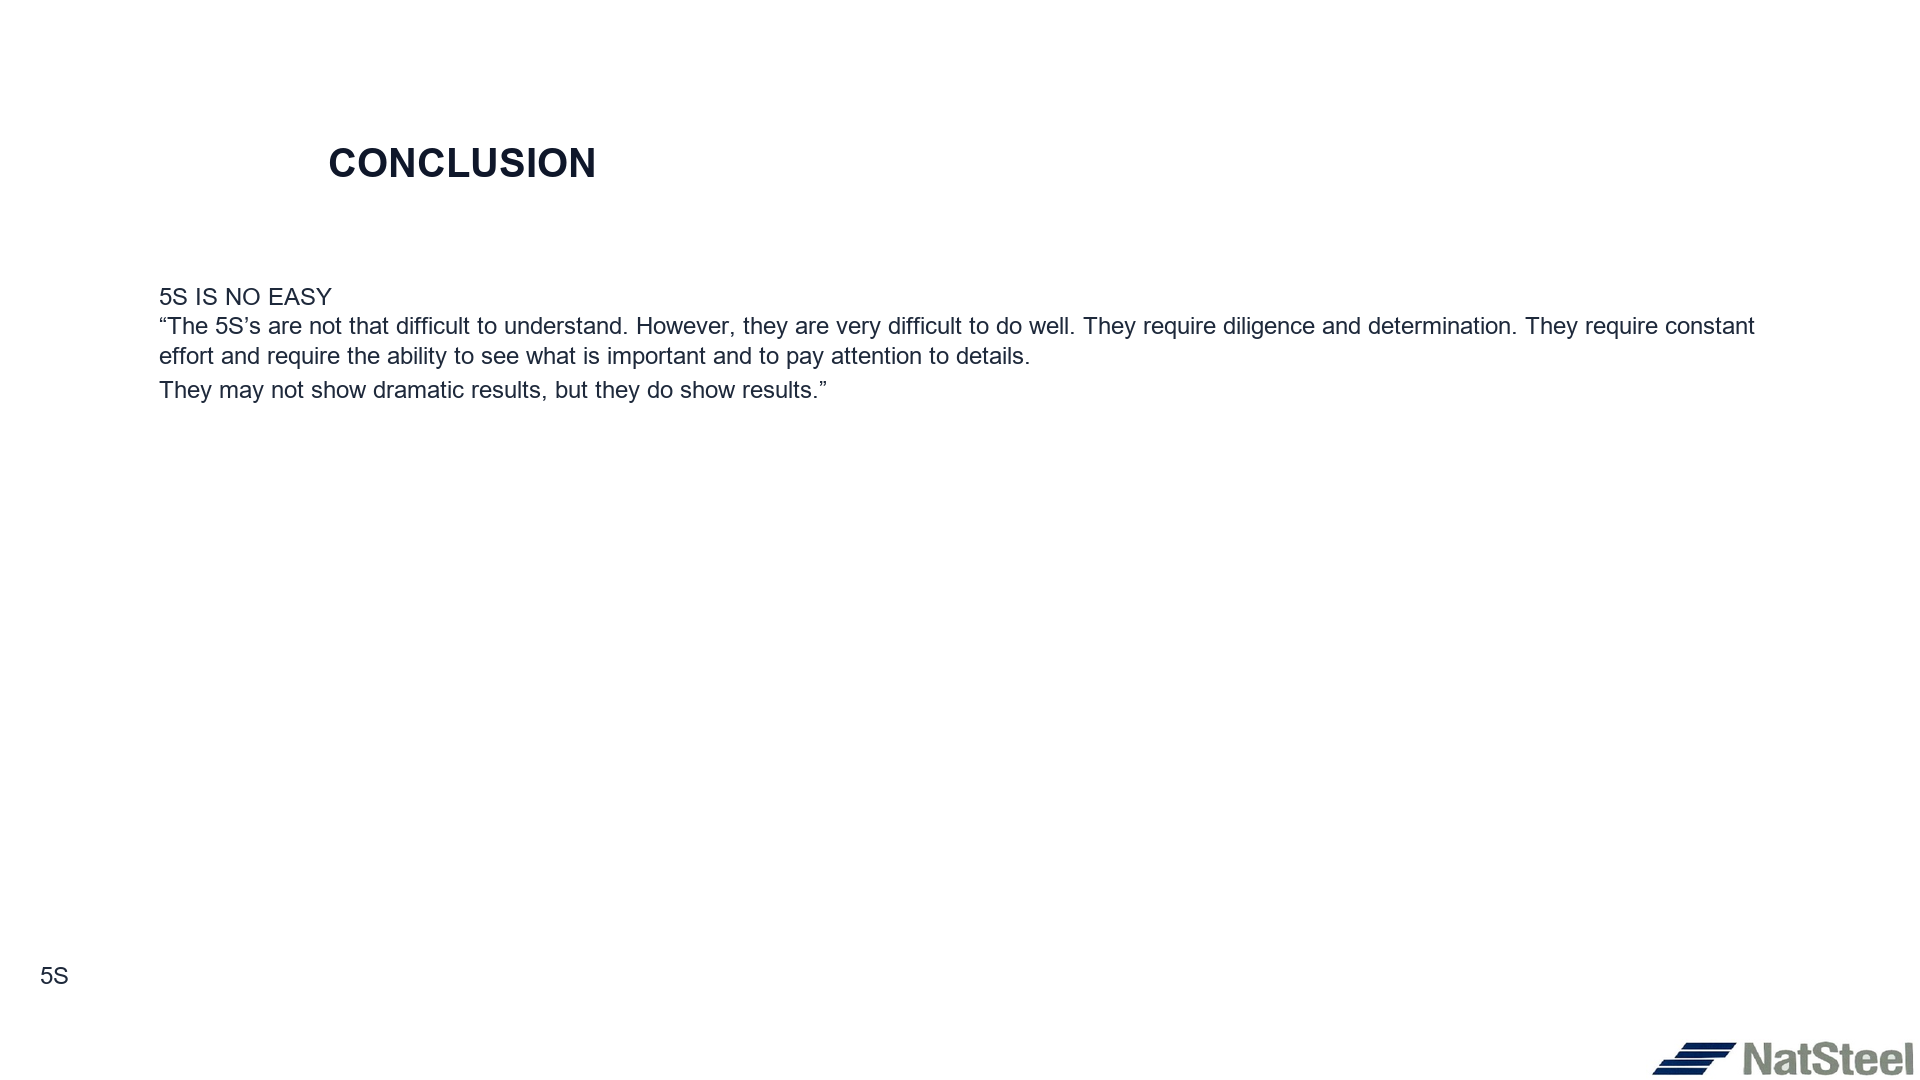 CONCLUSION
5S IS NO EASY
“The 5S’s are not that difficult to understand. However, they are very difficult to do well. They require diligence and determination. They require constant
effort and require the ability to see what is important and to pay attention to details.
They may not show dramatic results, but they do show results.”
5S
NatSteel